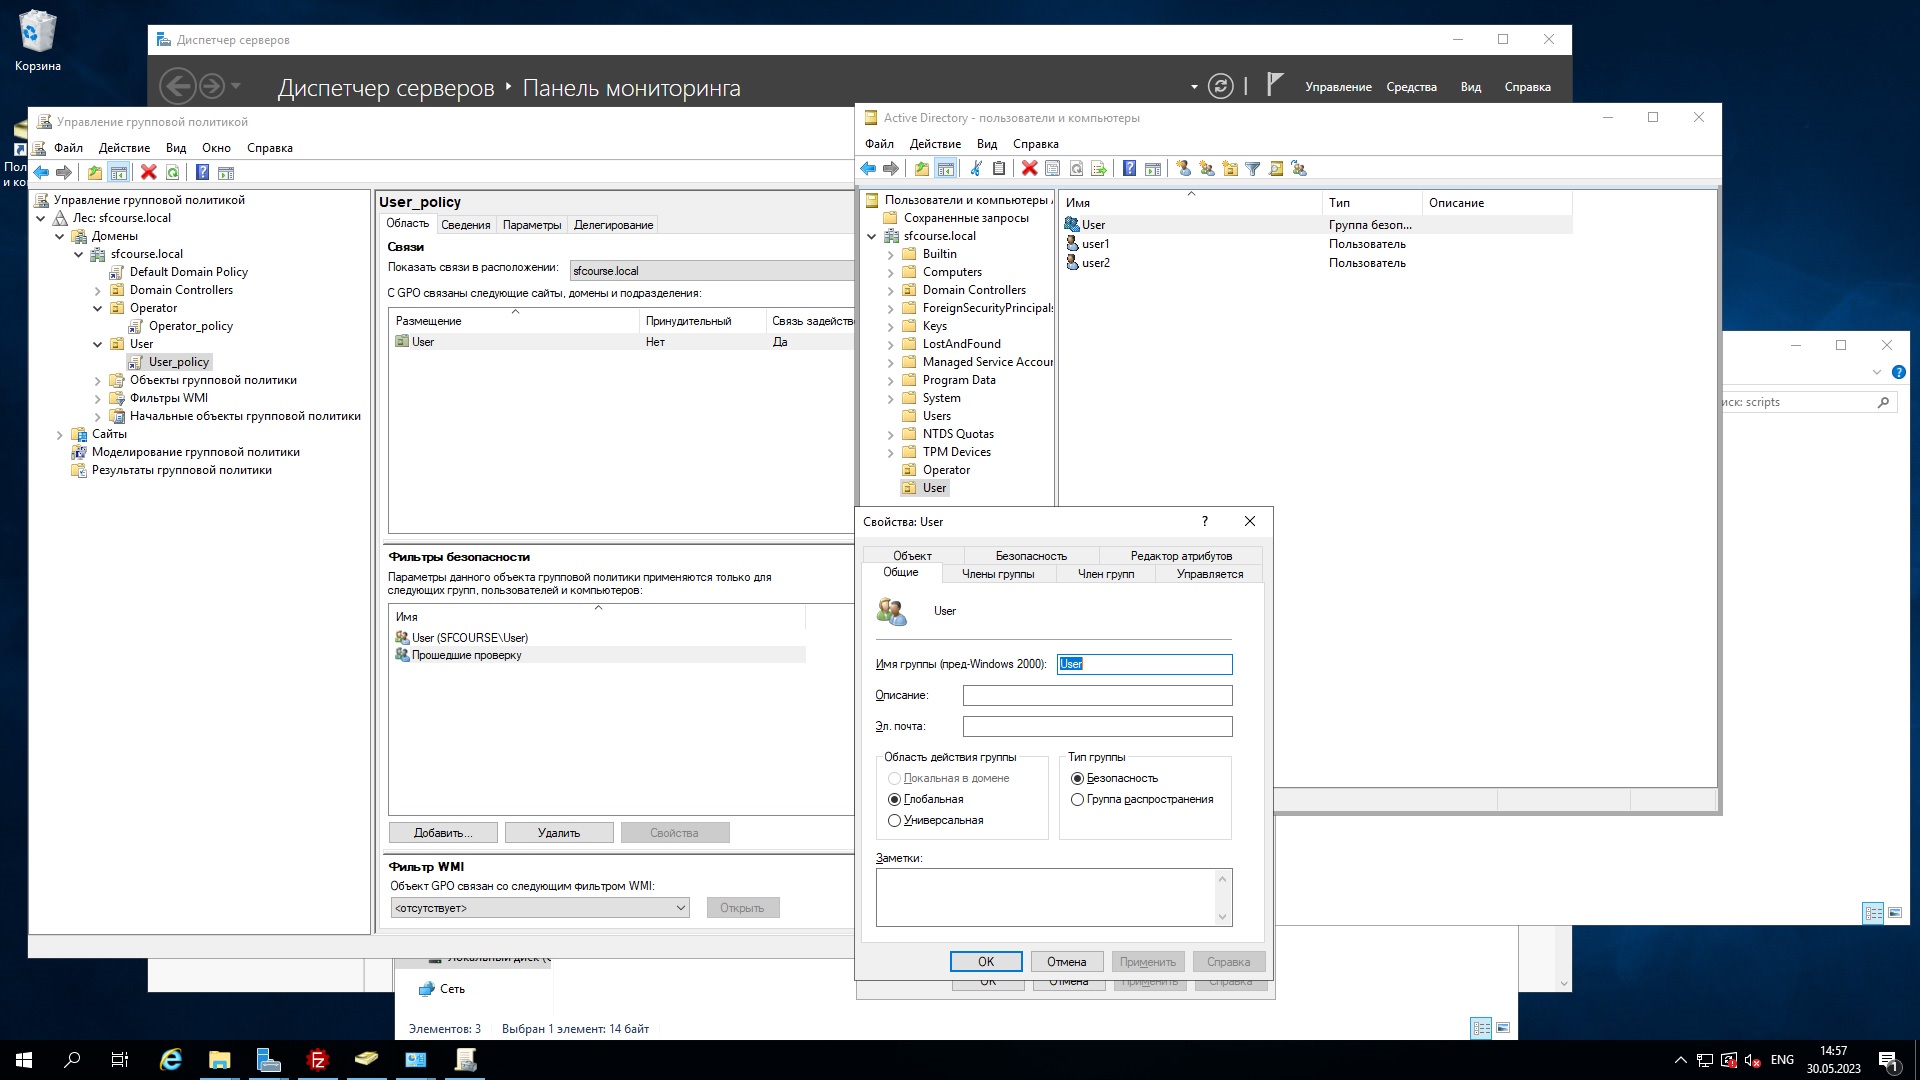 Корзина
Диспетчер серверов
Диспетчер серверов
Панель мониторинга
Управление
Средства
Вид
Справка
Управление групповой политикой
Файл
Действие
Вид
Окно
Справка
Управление групповой политикой
Лес: sfcourse.local
Домены
sfcourse.local
Default Domain Policy
Domain Controllers
Operator
Operator_policy
User
User_policy
Объекты групповой политики
Фильтры WMI
Начальные объекты групповой политики
Сайты
Моделирование групповой политики
Результаты групповой политики
User_policy
Область
Сведения
Параметры
Делегирование
Связи
Показать связи в расположении:
sfcourse.local
С GPO связаны следующие сайты, домены и подразделения:
Размещение
Принудительный
Связь задейств
User
Нет
Да
Фильтры безопасности
Параметры данного объекта групповой политики применяются только для
следующих групп, пользователей и компьютеров:
Имя
User (SFCOURSE\User)
Прошедшие проверку
Добавить...
Удалить
Свойства
Фильтр WMI
Объект GPO связан со следующим фильтром WMI:
<отсутствует>
Открыть
Active Directory - пользователи и компьютеры
Файл
Действие
Вид
Справка
Пользователи и компьютеры
Сохраненные запросы
sfcourse.local
Builtin
Computers
Domain Controllers
ForeignSecurityPrincipals
Keys
LostAndFound
Managed Service Accour
Program Data
System
Users
NTDS Quotas
TPM Devices
Operator
User
Имя
Тип
Описание
User
Группа безоп...
user1
Пользователь
user2
Пользователь
иск: scripts
Свойства: User
Объект
Безопасность
Редактор атрибутов
Общие
Члены группы
Член групп
Управляется
User
Имя группы (пред-Windows 2000):
User
Описание:
Эл. почта:
Область действия группы
Локальная в домене
Глобальная
Универсальная
Тип группы
Безопасность
Группа распространения
Заметки:
OK
Отмена
Применить
Справка
OK
Отмена
Применить
Справка
Локальный диск (
Сеть
Элементов: 3
Выбран 1 элемент: 14 байт
ENG
14:57
30.05.2023
1